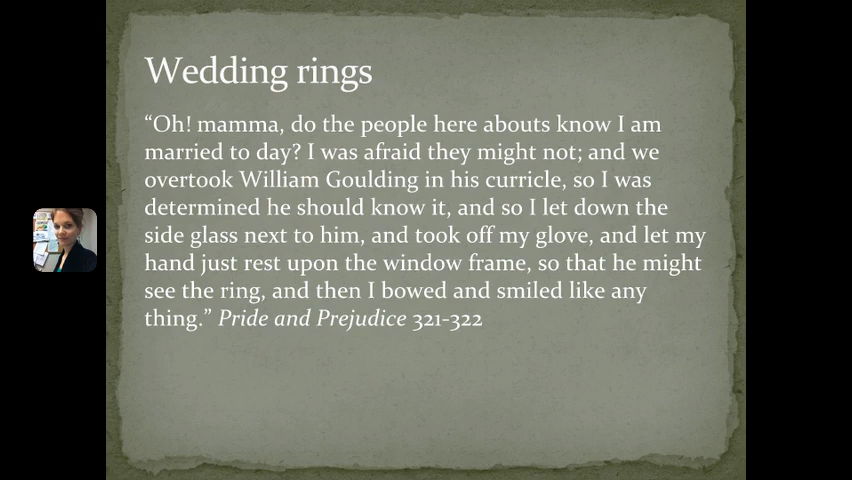 Wedding rings
“Oh! mamma, do the people here abouts know I am
married to day? I was afraid they might not; and we
overtook William Goulding in his curricle, so I was
determined he should know it, and so I let down the
side glass next to him, and took off my glove, and let my
hand just rest upon the window frame, so that he might
see the ring, and then I bowed and smiled like any
thing.” Pride and Prejudice 321-322